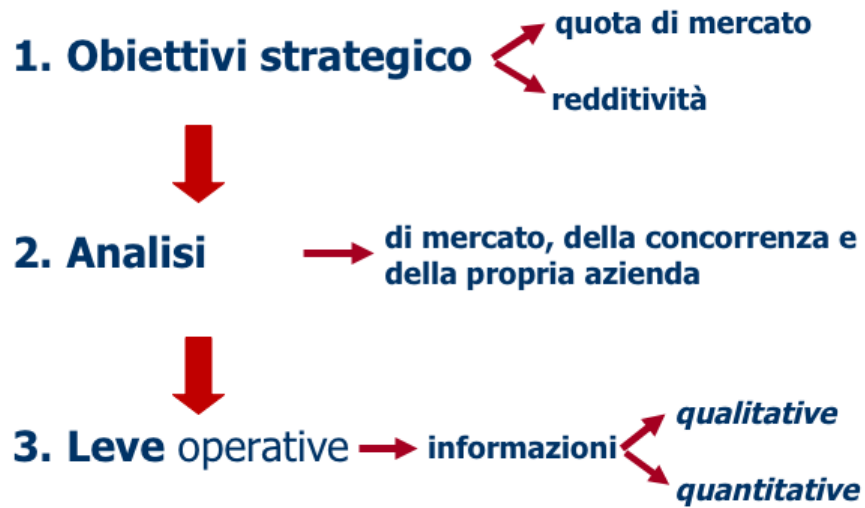 1. Obiettivi strategico
quota di mercato
redditività
2. Analisi
di mercato, della concorrenza e
della propria azienda
3. Leve operative
informazioni
qualitative
quantitative